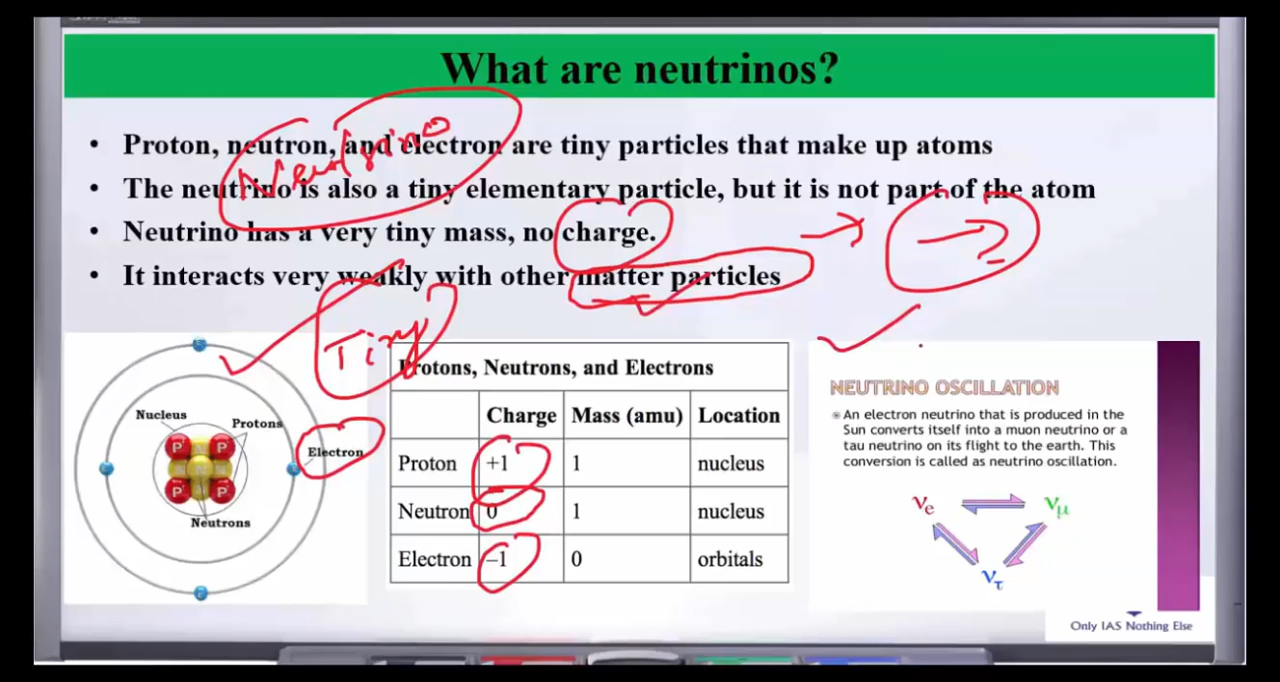 What are neutrinos?
• Proton, neutron, and electron are tiny particles that make up atoms
• The neutrino is also a tiny elementary particle, but it is not part of the atom
• Neutrino has a very tiny mass, no charge.
• It interacts very weakly with other matter particles
Neutrino
?
Tiny
Nucleus
Protons
Electron
Neutrons
P P
N N N
P P
E
E
E
E
Protons, Neutrons, and Electrons
Charge Mass (amu) Location
Proton +1 1 nucleus
Neutron 0 1 nucleus
Electron –1 0 orbitals
NEUTRINO OSCILLATION
An electron neutrino that is produced in the
Sun converts itself into a muon neutrino or a
tau neutrino on its flight to the earth. This
conversion is called as neutrino oscillation.
νe νμ
ντ
Only IAS Nothing Else